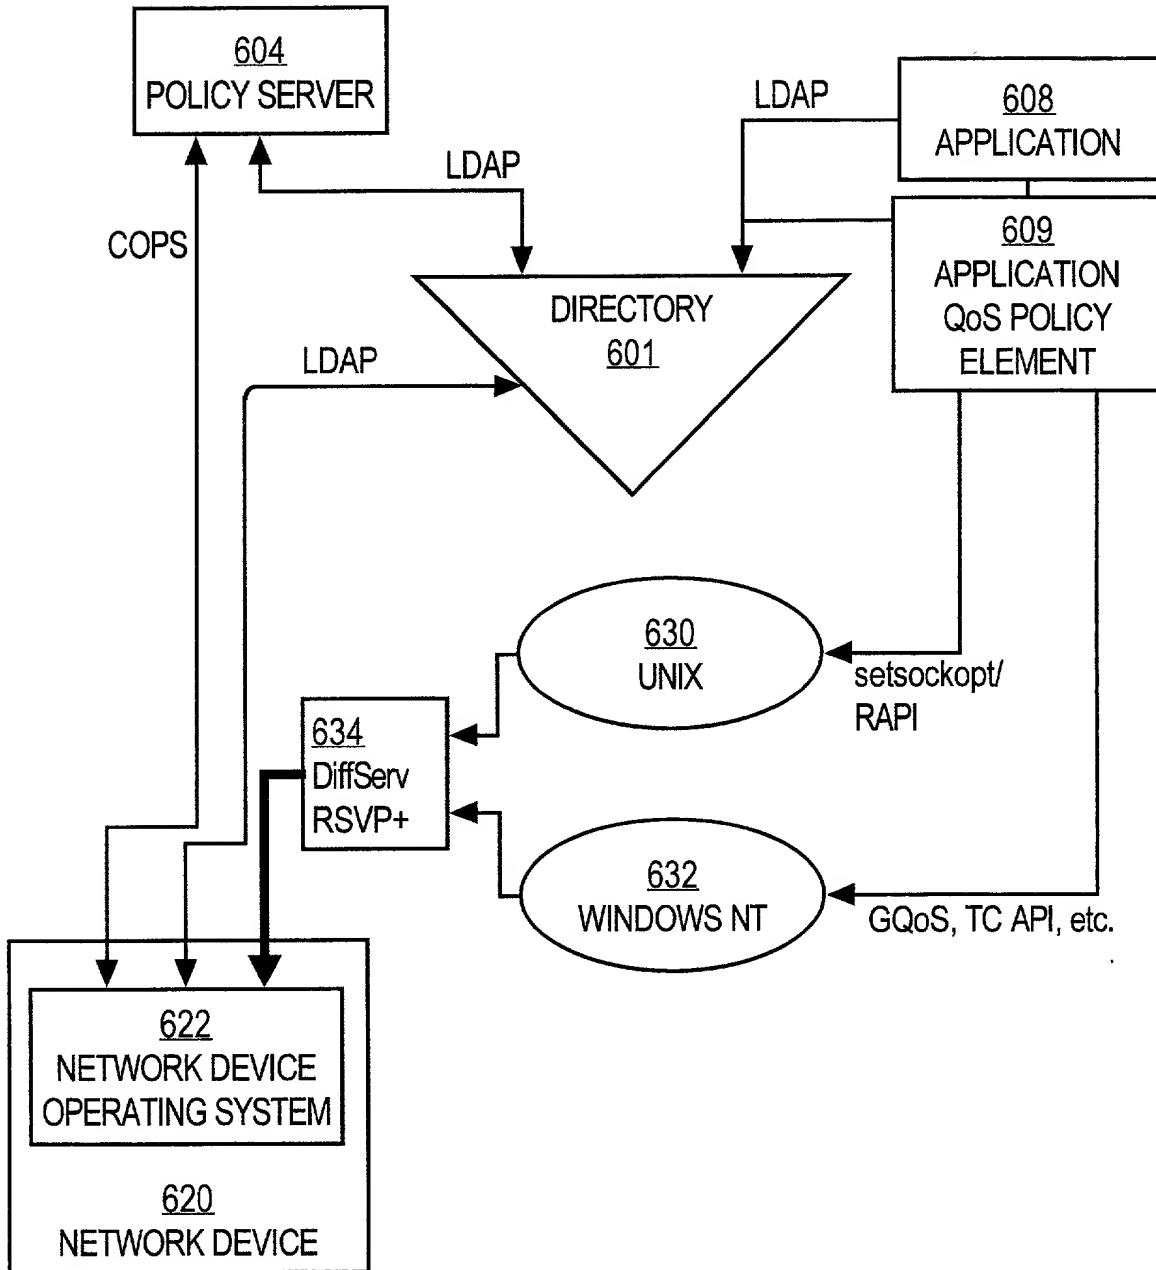 604
POLICY SERVER
LDAP
608
APPLICATION
LDAP
COPS
609
APPLICATION
QoS POLICY
ELEMENT
DIRECTORY
601
LDAP
630
UNIX
setsockopt/
RAPI
634
DiffServ
RSVP+
632
WINDOWS NT
GQoS, TC API, etc.
622
NETWORK DEVICE
OPERATING SYSTEM
620
NETWORK DEVICE